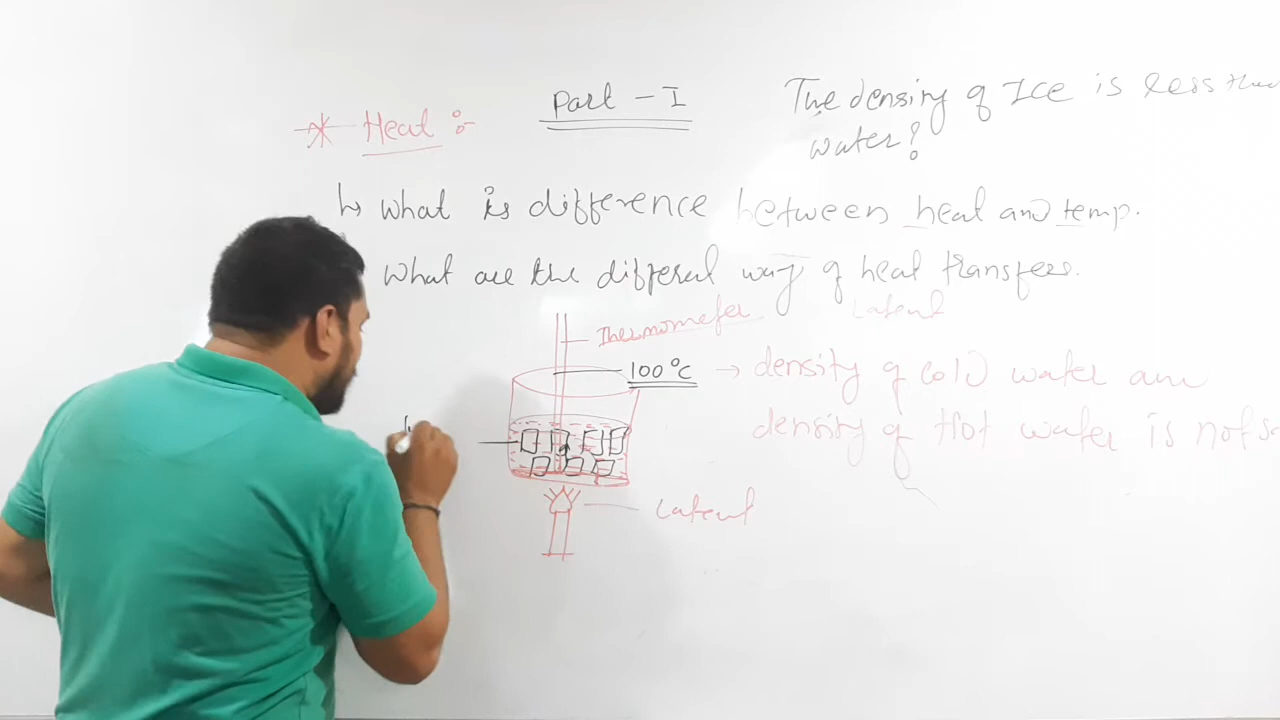 Part - I
The density of Ice is less than
water?
* Heat :-
↳ What is difference between heat and temp.
What are the different way of heat transfers.
Thermometer
Latent
100°C → density of cold water and
density of Hot water is not sa
Latent